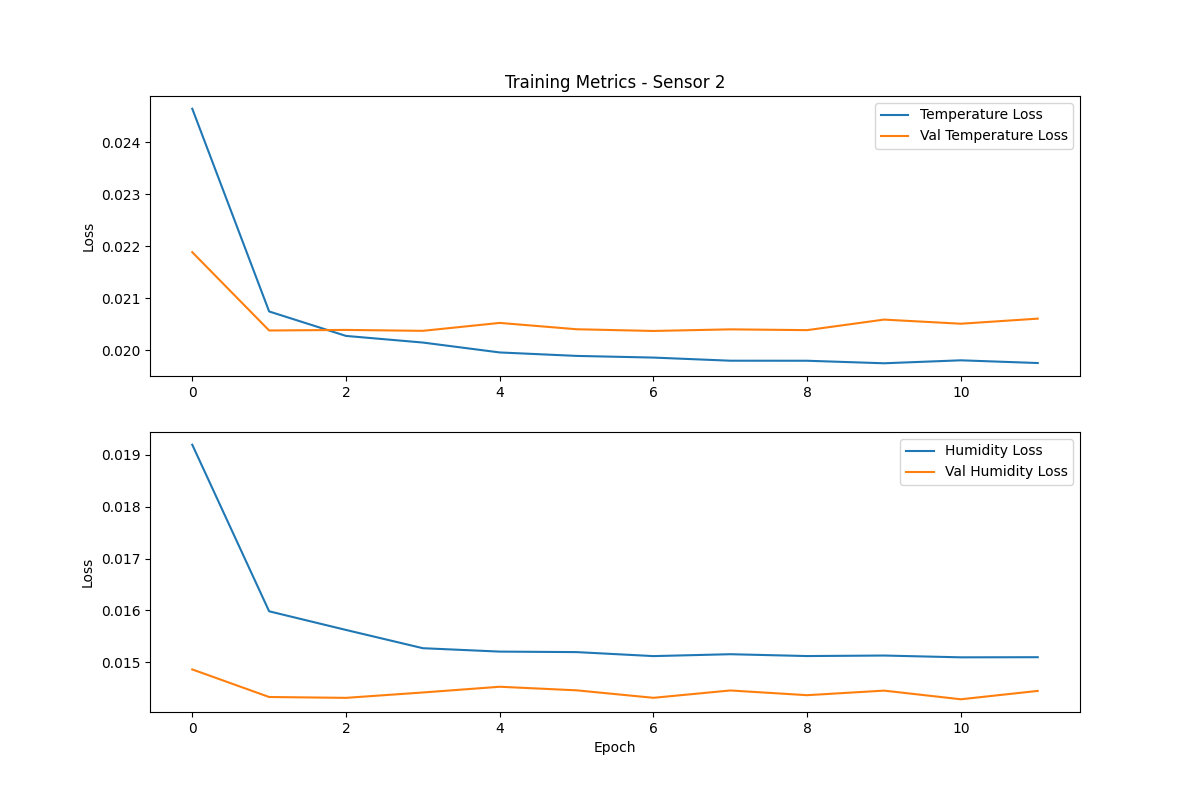 Training Metrics - Sensor 2
Temperature Loss
Val Temperature Loss
Loss
0.024
0.023
0.022
0.021
0.020
0 2 4 6 8 10
Humidity Loss
Val Humidity Loss
Loss
0.019
0.018
0.017
0.016
0.015
0 2 4 6 8 10
Epoch